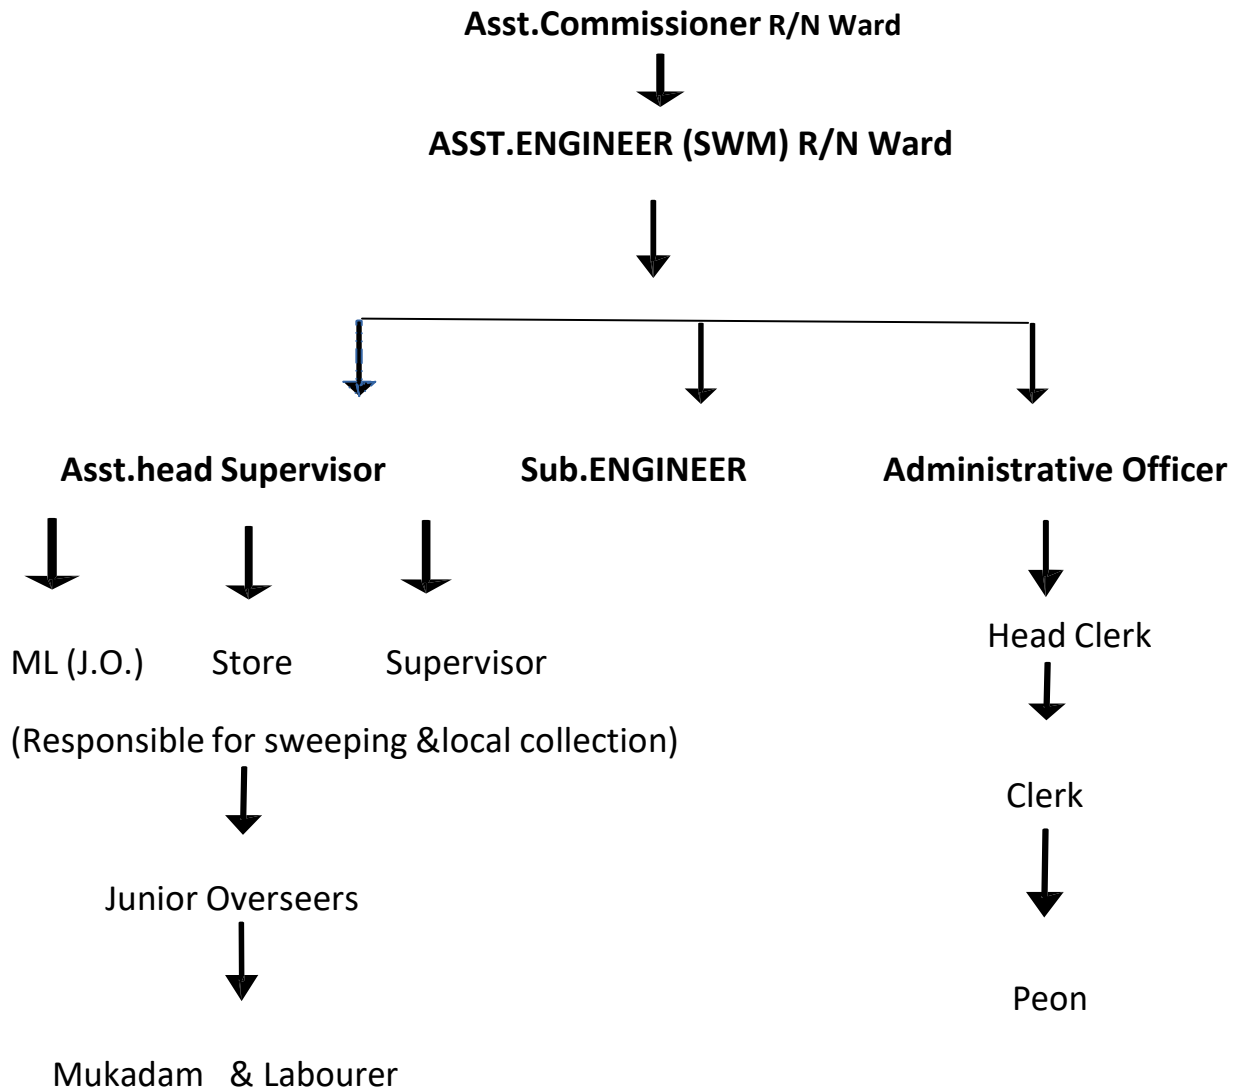 Asst.Commissioner R/N Ward
ASST.ENGINEER (SWM) R/N Ward
Asst.head Supervisor Sub.ENGINEER Administrative Officer
Head Clerk
ML (J.O.) Store Supervisor
(Responsible for sweeping &local collection)
Clerk
Junior Overseers
Peon
Mukadam & Labourer